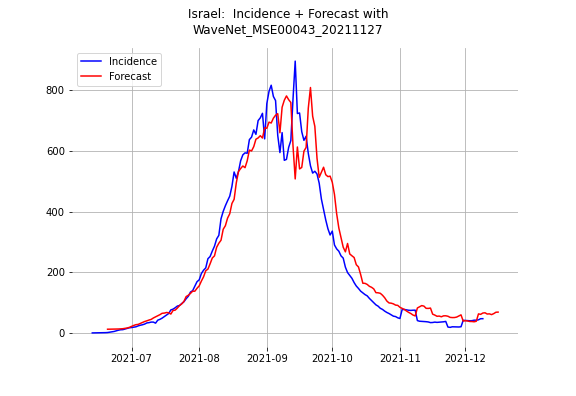 Israel:  Incidence + Forecast with
WaveNet_MSE00043_20211127
Incidence
Forecast
800
600
400
200
0
2021-07
2021-08
2021-09
2021-10
2021-11
2021-12